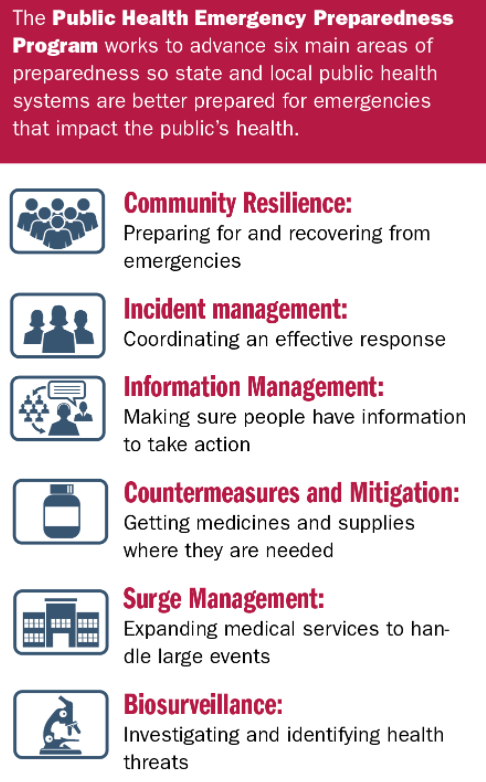 The Public Health Emergency Preparedness
Program works to advance six main areas of
preparedness so state and local public health
systems are better prepared for emergencies
that impact the public's health.
Community Resilience:
Preparing for and recovering from
emergencies
Incident management:
Coordinating an effective response
Information Management:
Making sure people have information
to take action
Countermeasures and Mitigation:
Getting medicines and supplies
where they are needed
Surge Management:
Expanding medical services to han-
dle large events
Biosurveillance:
Investigating and identifying health
threats